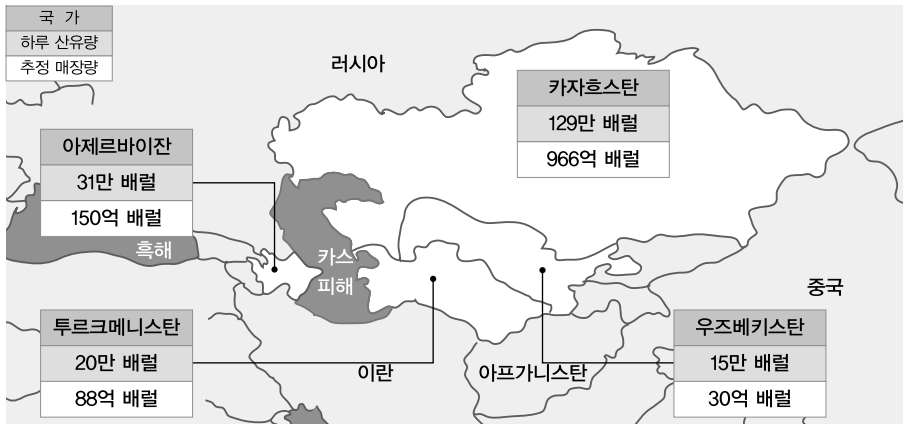 국 가
하루 산유량
추정 매장량
러시아
카자흐스탄
129만 배럴
966억 배럴
아제르바이잔
31만 배럴
150억 배럴
흑해
카스
피해
중국
투르크메니스탄
20만 배럴
88억 배럴
이란
아프가니스탄
우즈베키스탄
15만 배럴
30억 배럴